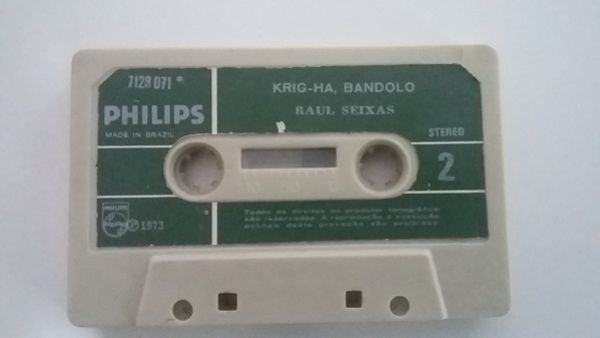 7128 071 *
KRIG-HA, BANDOLO
RAUL SEIXAS
PHILIPS
MADE IN BRAZIL
STEREO
2
PHILIPS
Ⓟ 1973
Todos os direitos do produtor fonográfico
são reservados. A reprodução e execução
pública desta gravação são proibidas.